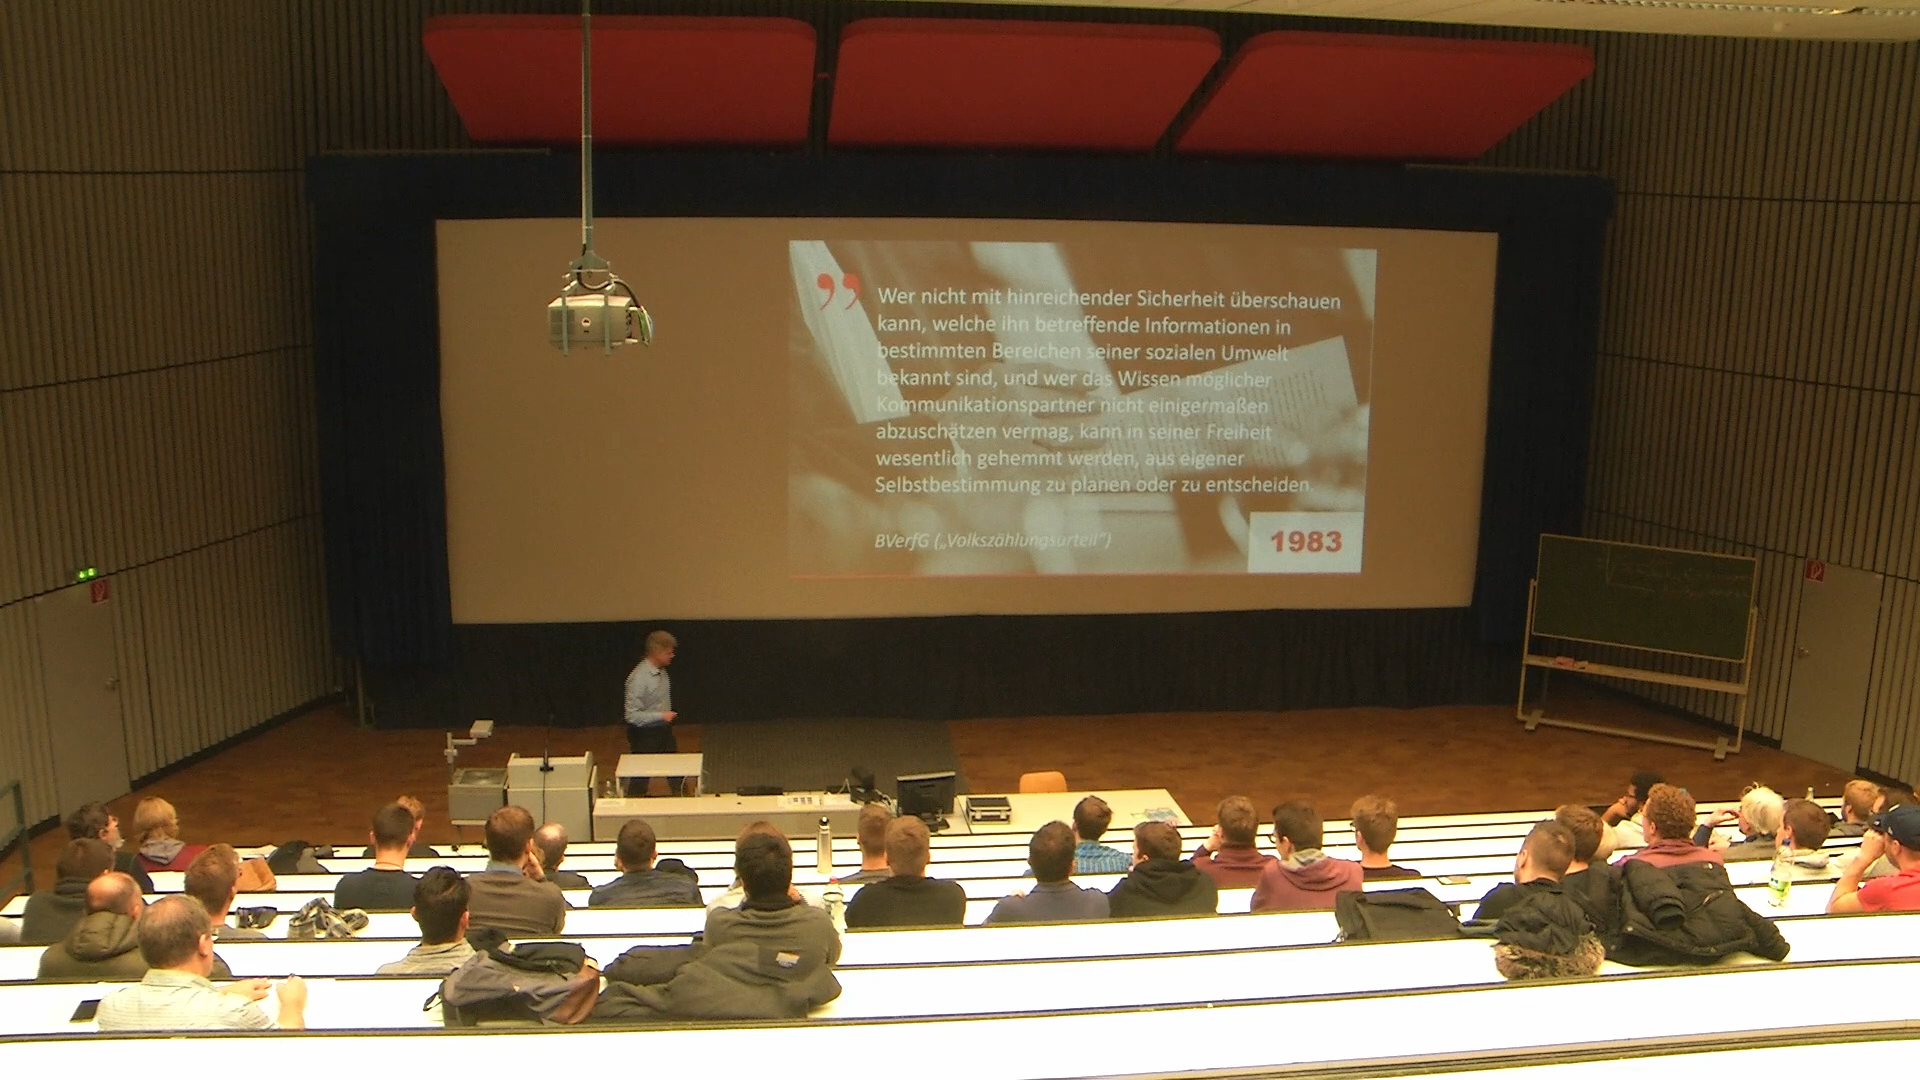 Wer nicht mit hinreichender Sicherheit überschauen
kann, welche ihn betreffende Informationen in
bestimmten Bereichen seiner sozialen Umwelt
bekannt sind, und wer das Wissen möglicher
Kommunikationspartner nicht einigermaßen
abzuschätzen vermag, kann in seiner Freiheit
wesentlich gehemmt werden, aus eigener
Selbstbestimmung zu planen oder zu entscheiden.
BVerfG („Volkszählungsurteil“)
1983